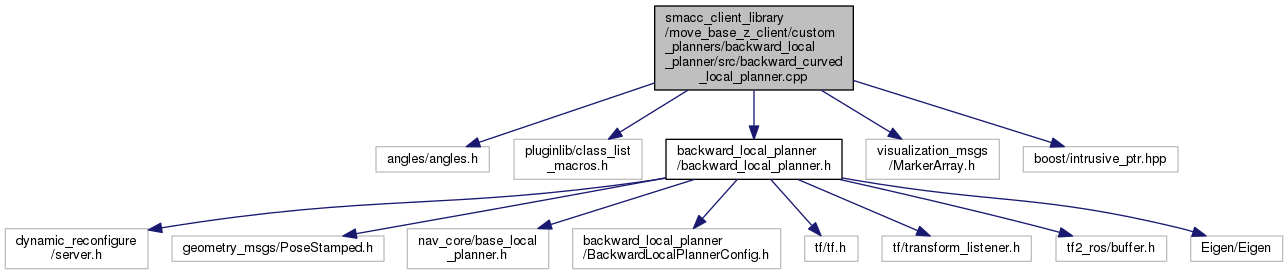 smacc_client_library
/move_base_z_client/custom
_planners/backward_local
_planner/src/backward_curved
_local_planner.cpp
angles/angles.h
pluginlib/class_list
_macros.h
backward_local_planner
/backward_local_planner.h
visualization_msgs
/MarkerArray.h
boost/intrusive_ptr.hpp
dynamic_reconfigure
/server.h
geometry_msgs/PoseStamped.h
nav_core/base_local
_planner.h
backward_local_planner
/BackwardLocalPlannerConfig.h
tf/tf.h
tf/transform_listener.h
tf2_ros/buffer.h
Eigen/Eigen